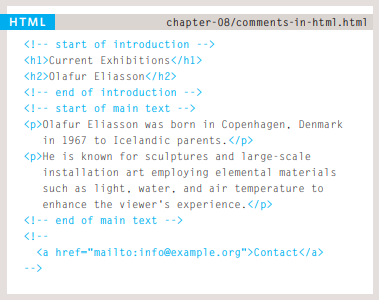 HTML
chapter-08/comments-in-html.html
<!-- start of introduction -->
<h1>Current Exhibitions</h1>
<h2>Olafur Eliasson</h2>
<!-- end of introduction -->
<!-- start of main text -->
<p>Olafur Eliasson was born in Copenhagen, Denmark
in 1967 to Icelandic parents.</p>
<p>He is known for sculptures and large-scale
installation art employing elemental materials
such as light, water, and air temperature to
enhance the viewer's experience.</p>
<!-- end of main text -->
<!--
<a href="mailto:info@example.org">Contact</a>
-->